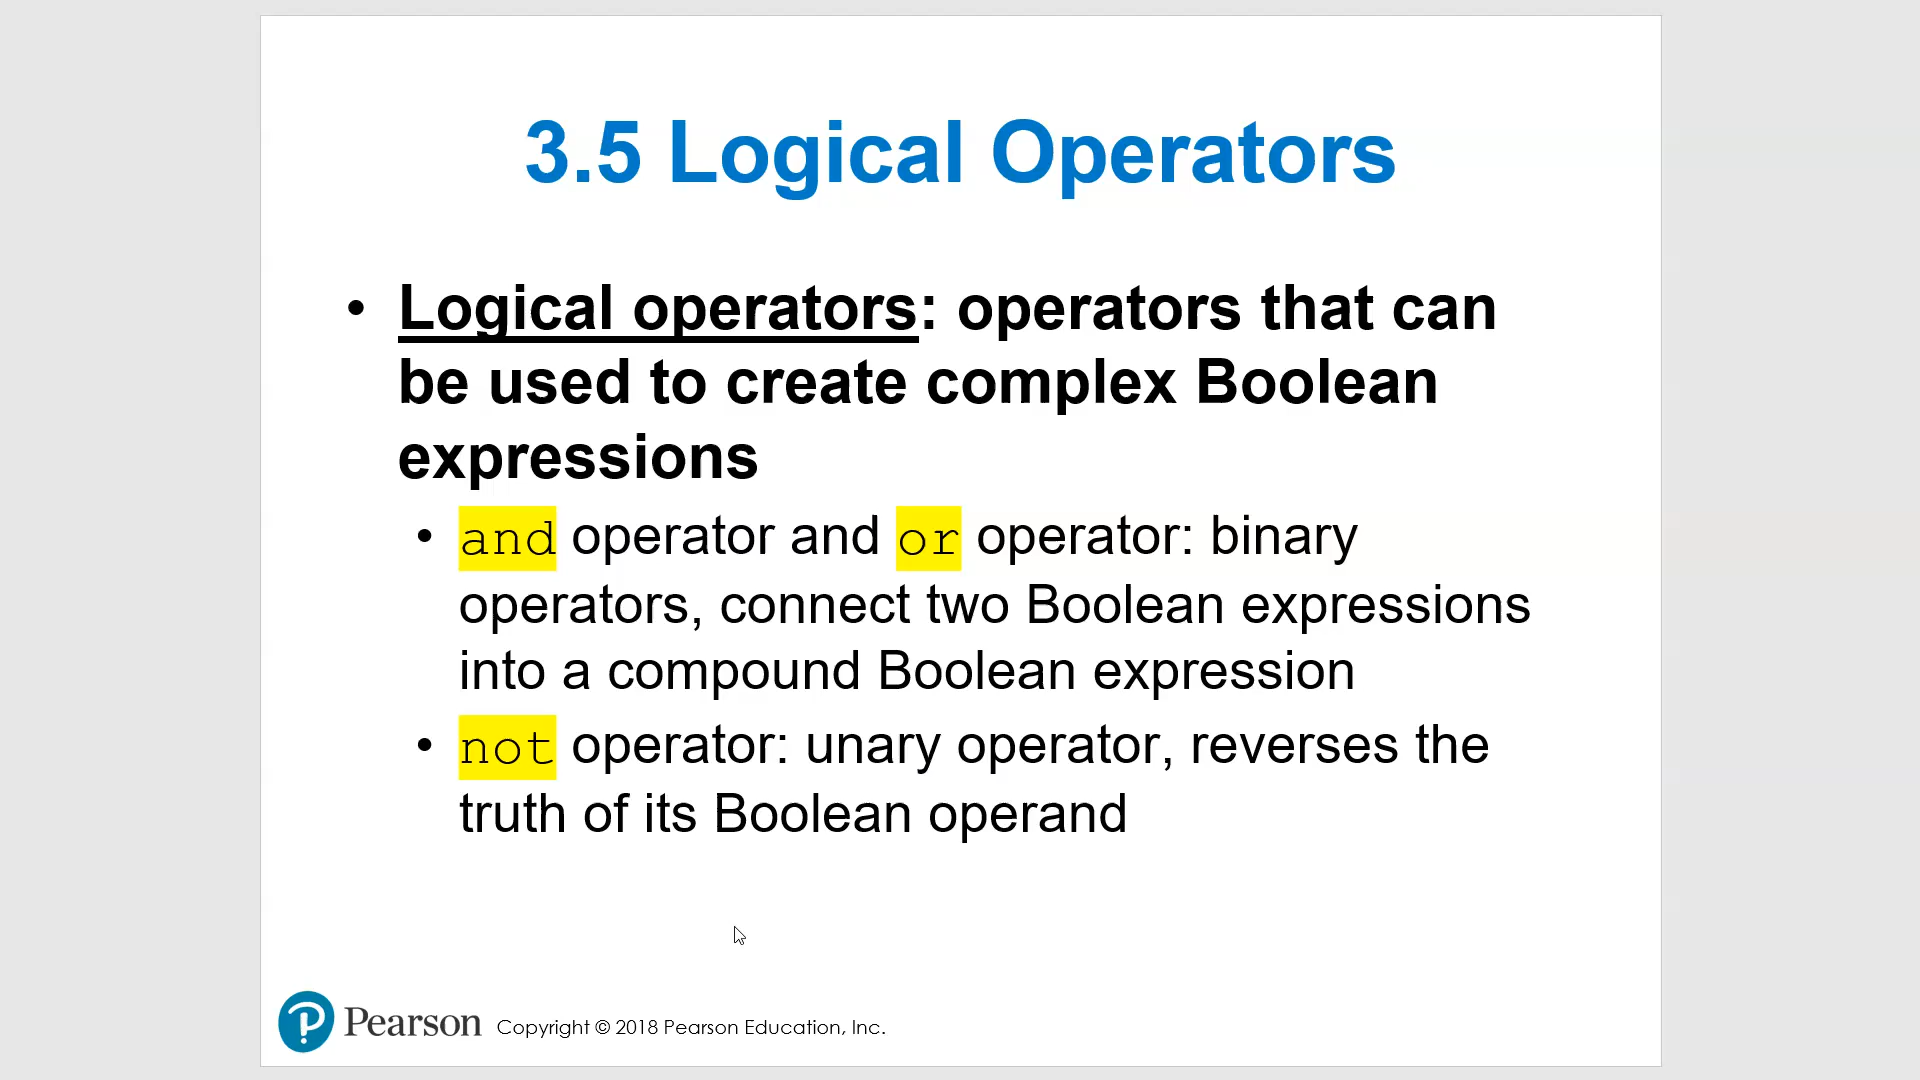 3.5 Logical Operators
• Logical operators: operators that can
be used to create complex Boolean
expressions
• and operator and or operator: binary
operators, connect two Boolean expressions
into a compound Boolean expression
• not operator: unary operator, reverses the
truth of its Boolean operand
Pearson Copyright © 2018 Pearson Education, Inc.